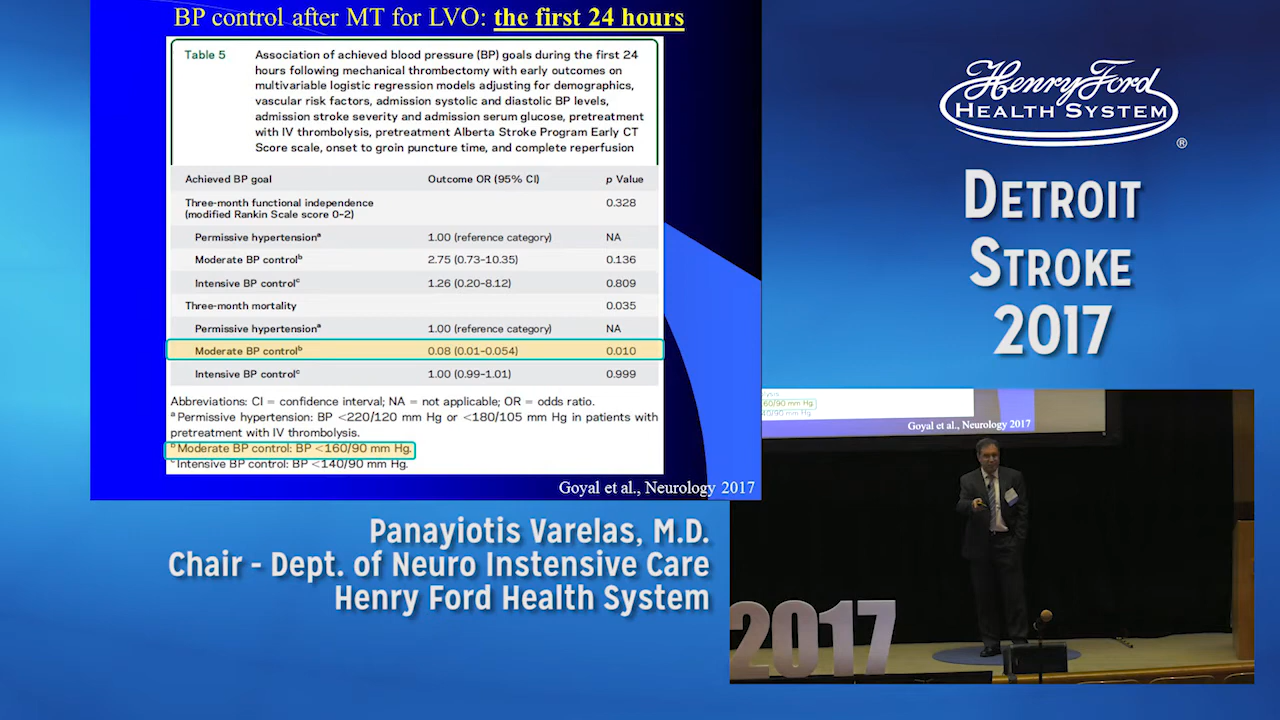 BP control after MT for LVO: the first 24 hours
Table 5 Association of achieved blood pressure (BP) goals during the first 24
hours following mechanical thrombectomy with early outcomes on
multivariable logistic regression models adjusting for demographics,
vascular risk factors, admission systolic and diastolic BP levels,
admission stroke severity and admission serum glucose, pretreatment
with IV thrombolysis, pretreatment Alberta Stroke Program Early CT
Score scale, onset to groin puncture time, and complete reperfusion
Achieved BP goal Outcome OR (95% CI) p Value
Three-month functional independence
(modified Rankin Scale score 0-2) 0.328
Permissive hypertensionᵃ 1.00 (reference category) NA
Moderate BP controlᵇ 2.75 (0.73-10.35) 0.136
Intensive BP controlᶜ 1.26 (0.20-8.12) 0.809
Three-month mortality 0.035
Permissive hypertensionᵃ 1.00 (reference category) NA
Moderate BP controlᵇ 0.08 (0.01-0.054) 0.010
Intensive BP controlᶜ 1.00 (0.99-1.01) 0.999
Abbreviations: CI = confidence interval; NA = not applicable; OR = odds ratio.
ᵃ Permissive hypertension: BP <220/120 mm Hg or <180/105 mm Hg in patients with
pretreatment with IV thrombolysis.
ᵇ Moderate BP control: BP <160/90 mm Hg.
ᶜ Intensive BP control: BP <140/90 mm Hg.
Goyal et al., Neurology 2017
Panayiotis Varelas, M.D.
Chair - Dept. of Neuro Instensive Care
Henry Ford Health System
Henry Ford
HEALTH SYSTEM
®
DETROIT
STROKE
2017
60/90 mm Hg.
40/90 mm Hg.
Goyal et al., Neurology 2017
2017